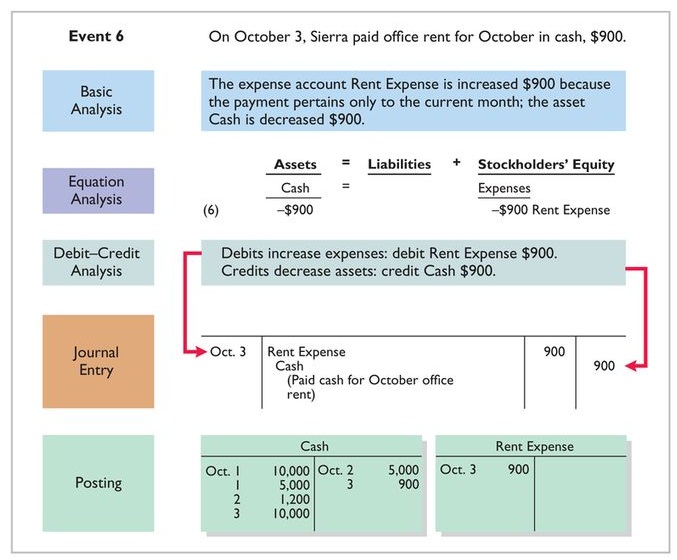 Event 6
On October 3, Sierra paid office rent for October in cash, $900.
Basic
Analysis
The expense account Rent Expense is increased $900 because
the payment pertains only to the current month; the asset
Cash is decreased $900.
Equation
Analysis
Assets = Liabilities + Stockholders' Equity
Cash = Expenses
(6) –$900 –$900 Rent Expense
Debit–Credit
Analysis
Debits increase expenses: debit Rent Expense $900.
Credits decrease assets: credit Cash $900.
Journal
Entry
Oct. 3 Rent Expense 900
Cash 900
(Paid cash for October office
rent)
Posting
Cash
Oct. 1 10,000 Oct. 2 5,000
1 5,000 3 900
2 1,200
3 10,000
Rent Expense
Oct. 3 900